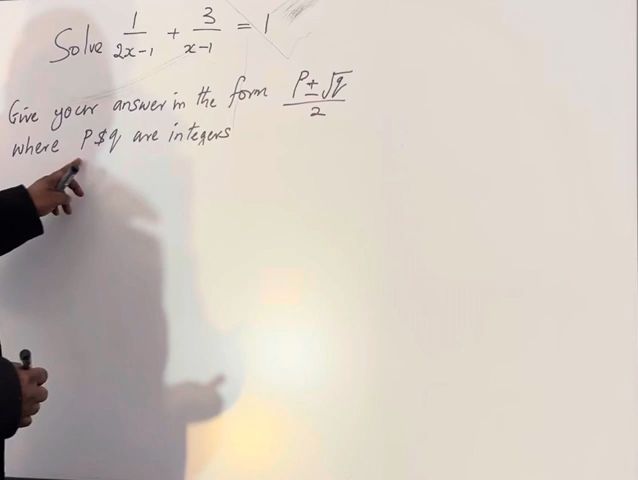 Solve 1/(2x-1) + 3/(x-1) = 1
Give your answer in the form (P±√q)/2
where P & q are integers